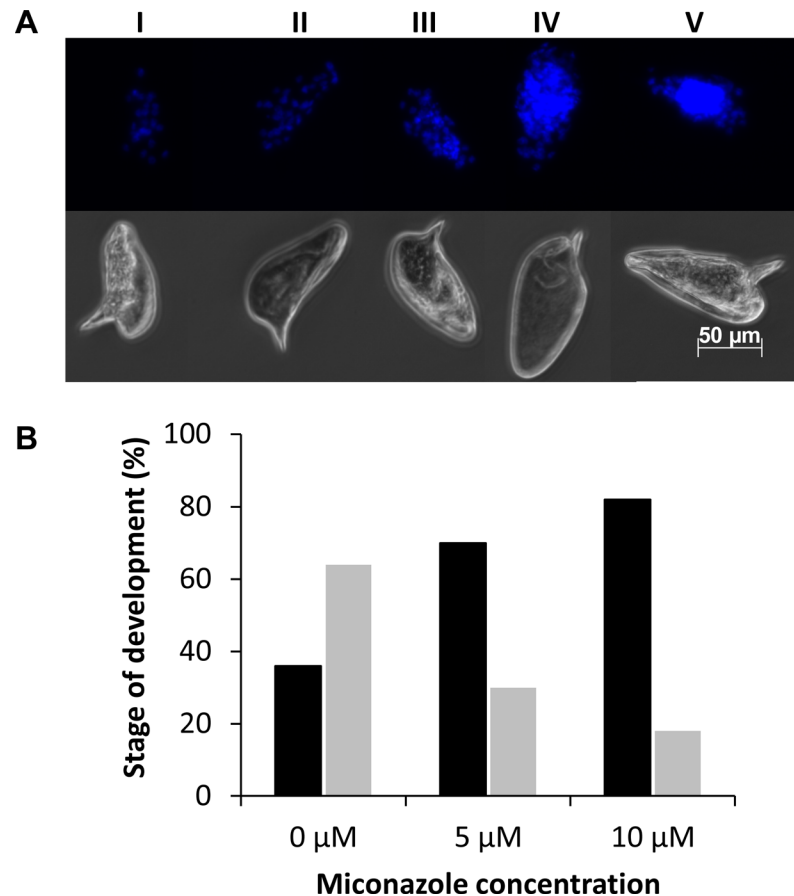 A
I II III IV V
50 µm
B
Stage of development (%)
100
80
60
40
20
0
0 µM 5 µM 10 µM
Miconazole concentration